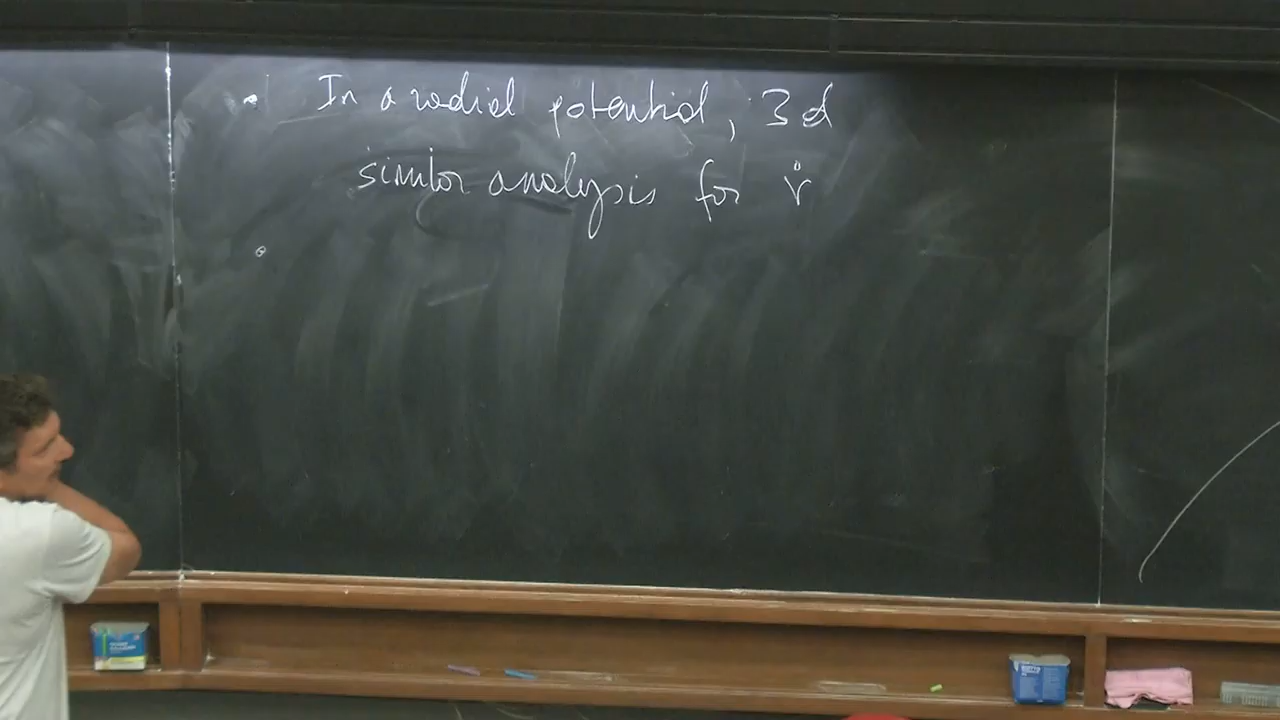 • In a radial potential, 3d
similar analysis for ṙ